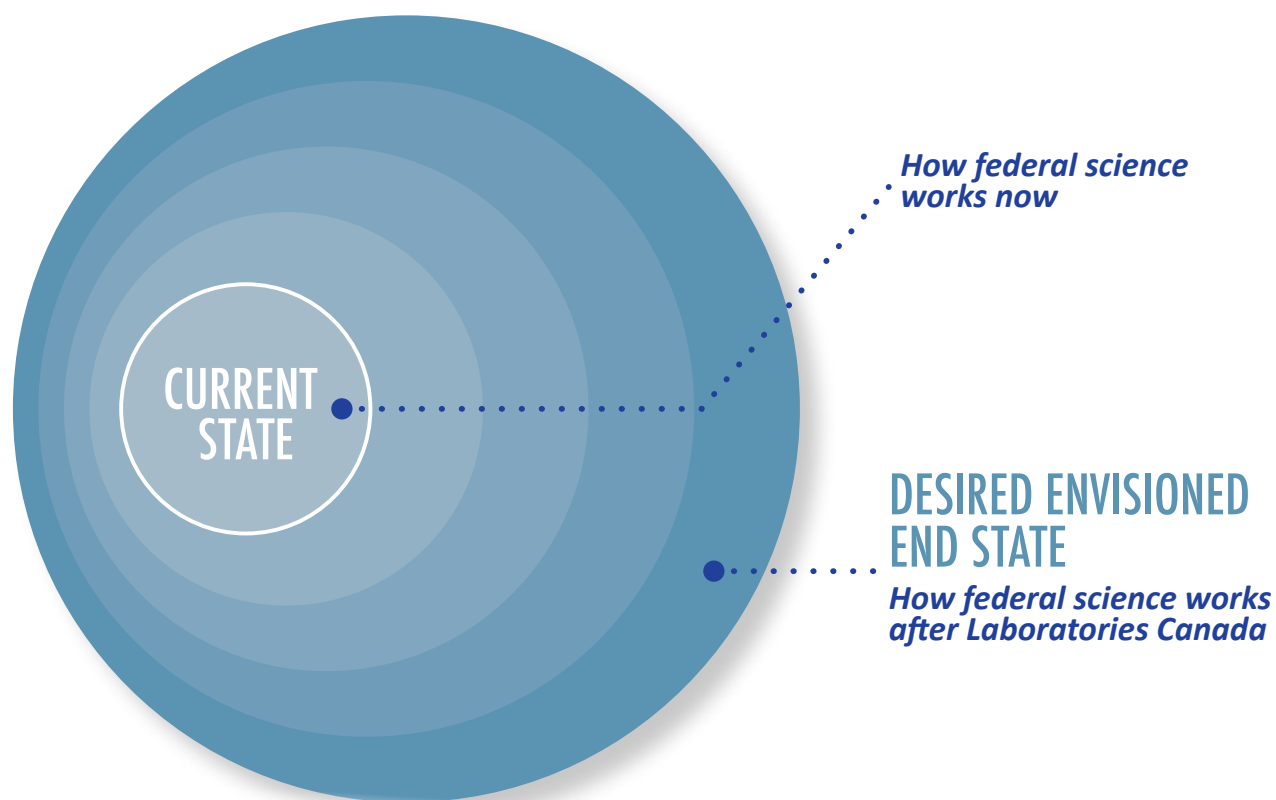 How federal science
works now
CURRENT
STATE
DESIRED ENVISIONED
END STATE
How federal science works
after Laboratories Canada